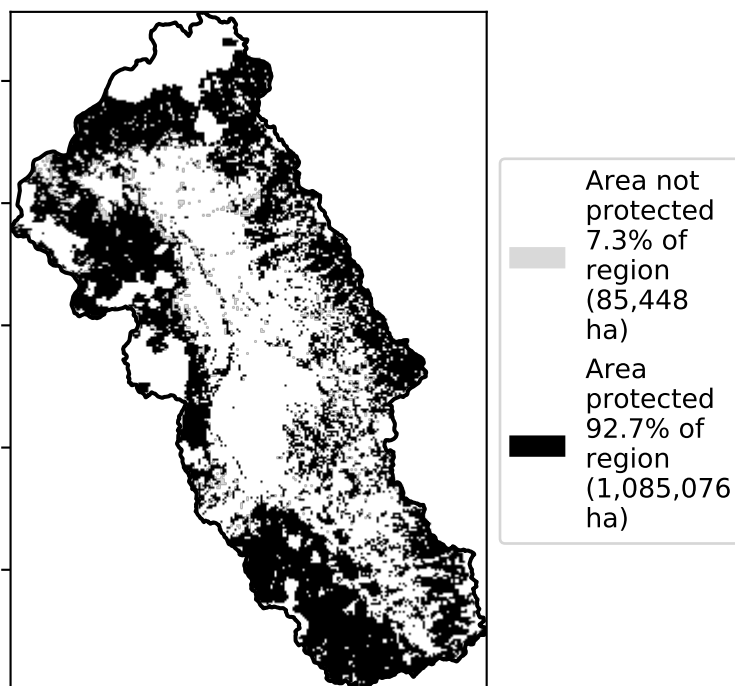 Area not
protected
7.3% of
region
(85,448
ha)
Area
protected
92.7% of
region
(1,085,076
ha)